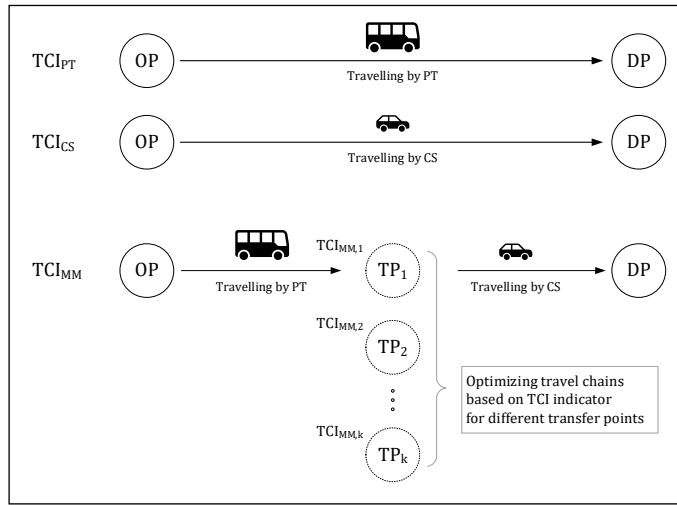 TCI_PT OP DP
Travelling by PT
TCI_CS OP DP
Travelling by CS
TCI_MM OP TP_1 DP
TCI_MM,1
Travelling by PT
Travelling by CS
TCI_MM,2
TP_2
Optimizing travel chains
based on TCI indicator
for different transfer points
TCI_MM,k
TP_k